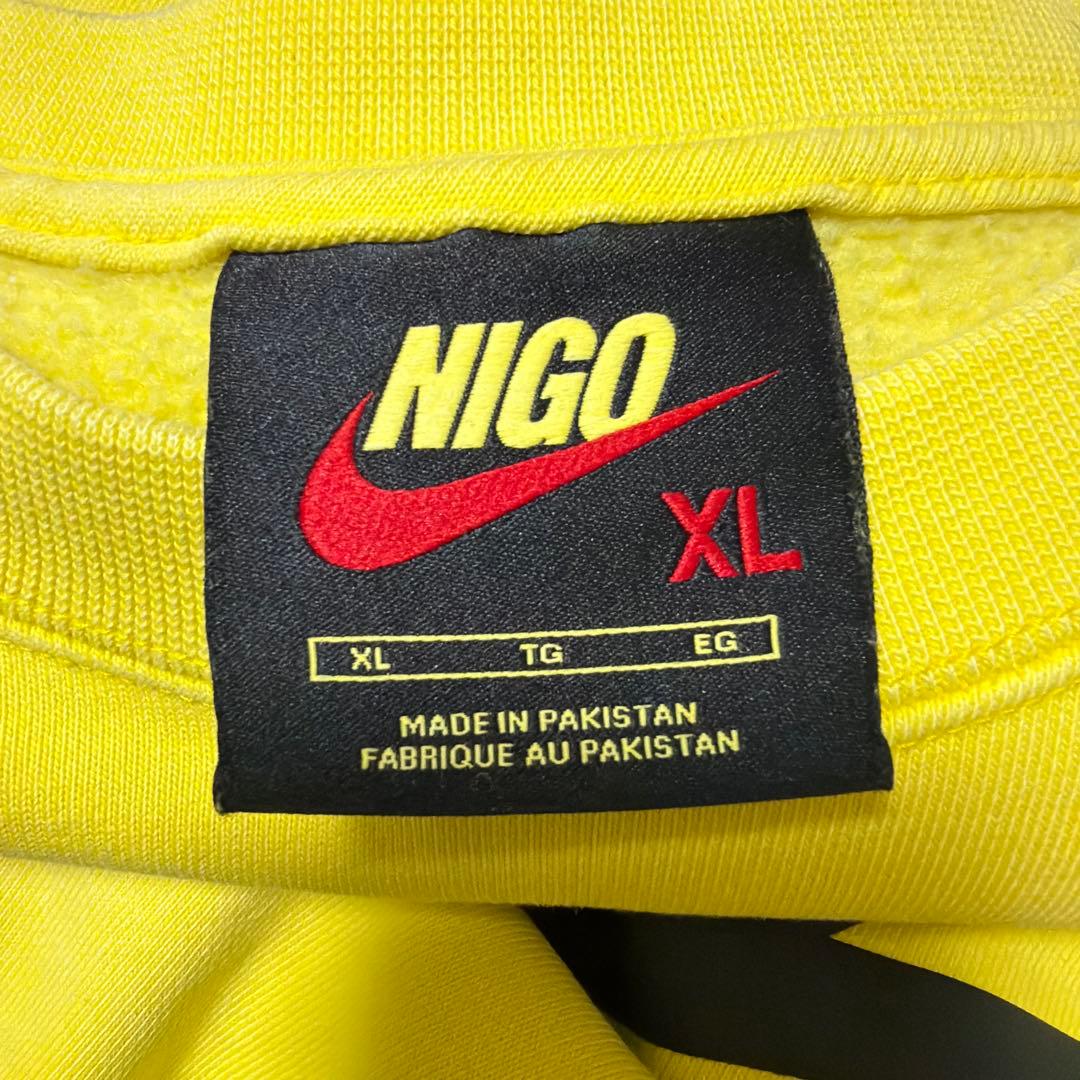 NIGO
XL
XL TG EG
MADE IN PAKISTAN
FABRIQUE AU PAKISTAN